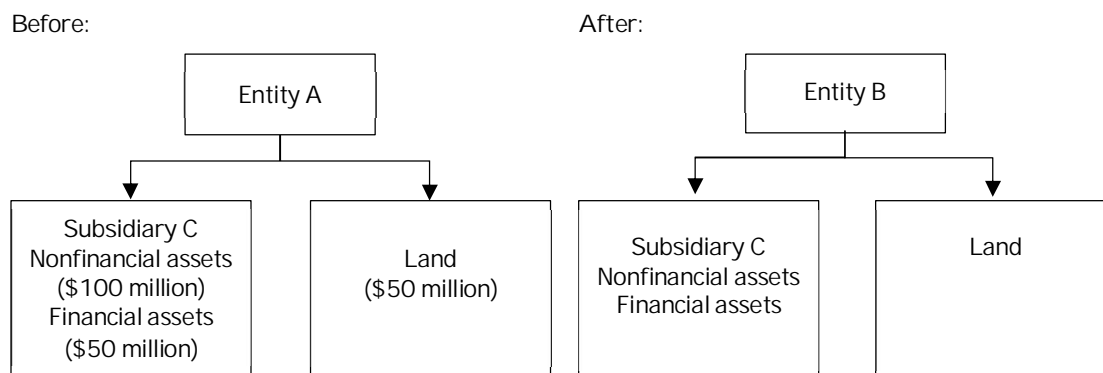 Before:
After:
Entity A
Entity B
Subsidiary C
Nonfinancial assets
($100 million)
Financial assets
($50 million)
Land
($50 million)
Subsidiary C
Nonfinancial assets
Financial assets
Land